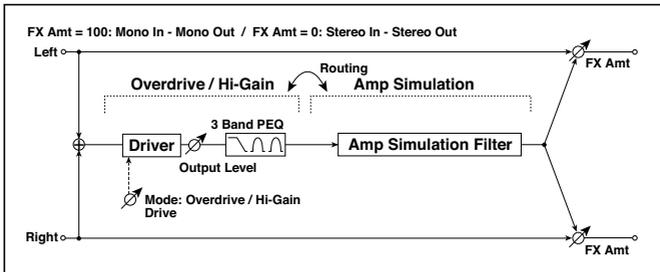 FX Amt = 100: Mono In - Mono Out / FX Amt = 0: Stereo In - Stereo Out
Left
FX Amt
Routing
Overdrive / Hi-Gain
Amp Simulation
3 Band PEQ
Driver
Amp Simulation Filter
Output Level
Mode: Overdrive / Hi-Gain
Drive
Right
FX Amt